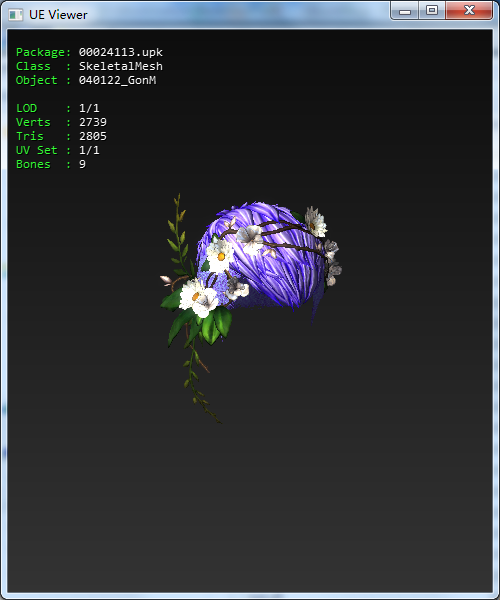 UE Viewer
Package: 00024113.upk
Class : SkeletalMesh
Object : 040122_GonM
LOD : 1/1
Verts : 2739
Tris : 2805
UV Set : 1/1
Bones : 9